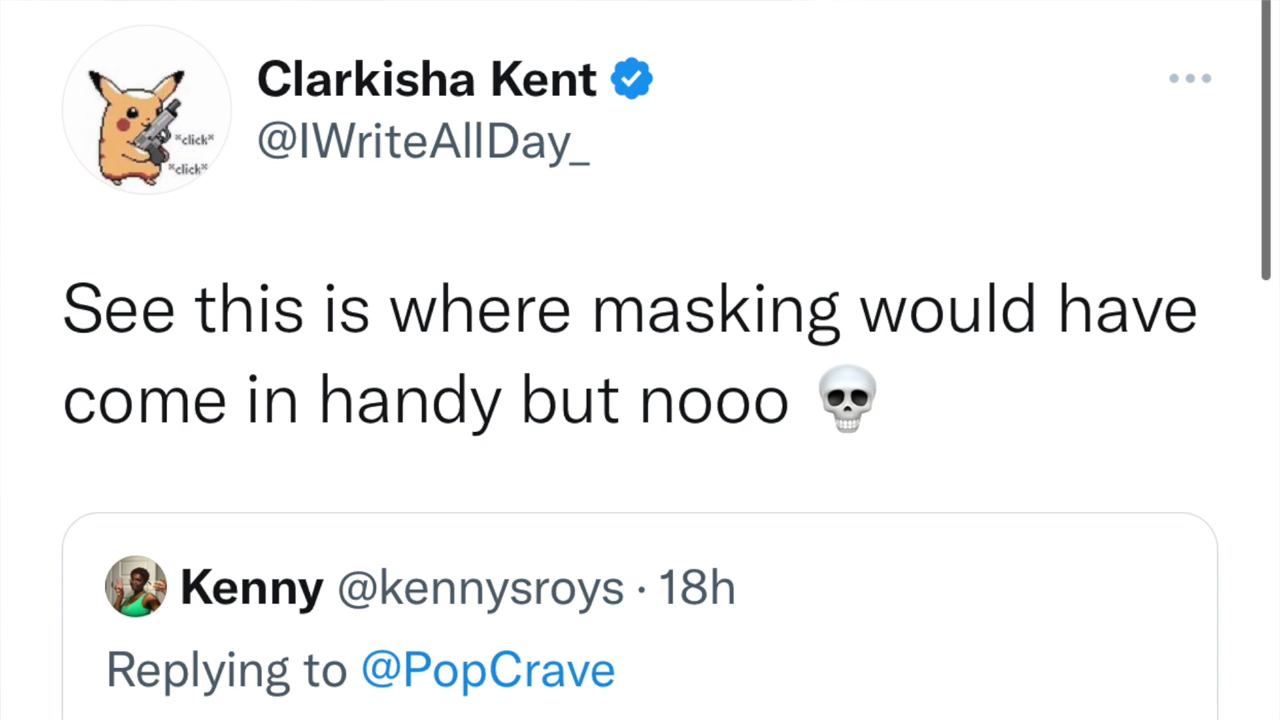 Clarkisha Kent
@IWriteAllDay_
*click*
*click*
See this is where masking would have
come in handy but nooo 💀
Kenny @kennysroys · 18h
Replying to @PopCrave